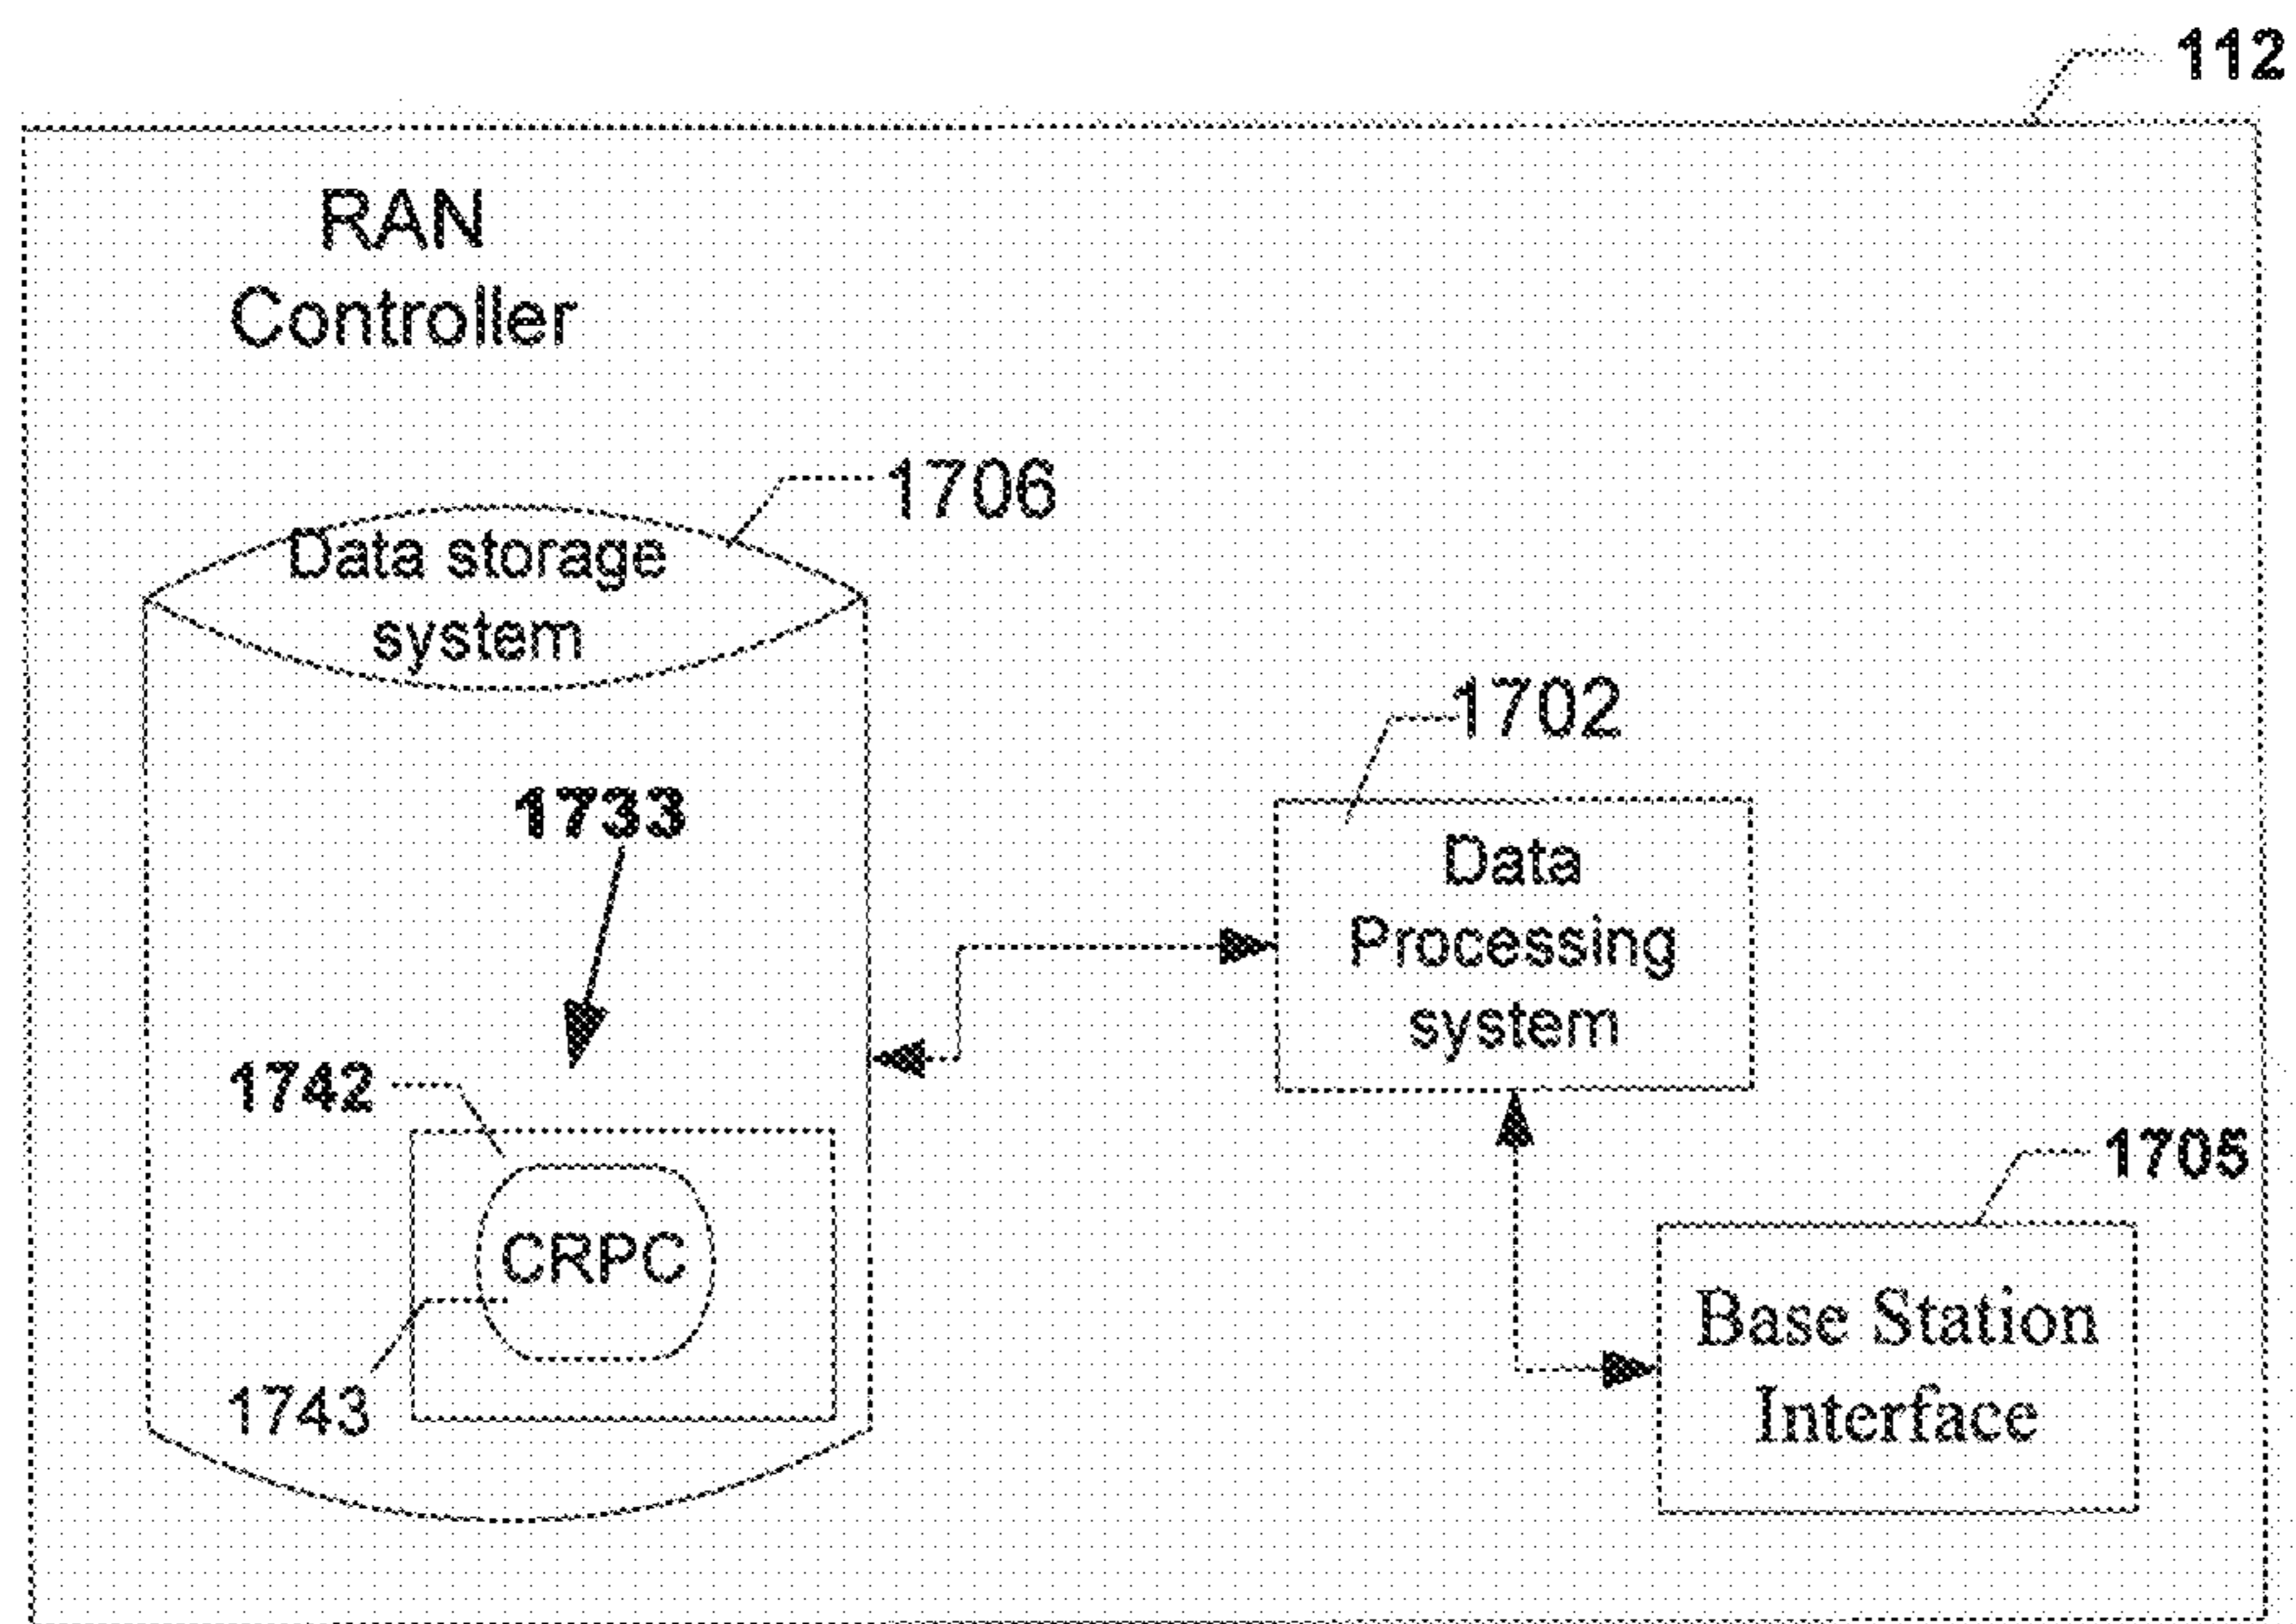 112
RAN
Controller
1706
Data storage
system
1702
1733
Data
Processing
system
1742
1705
CRPC
Base Station
Interface
1743